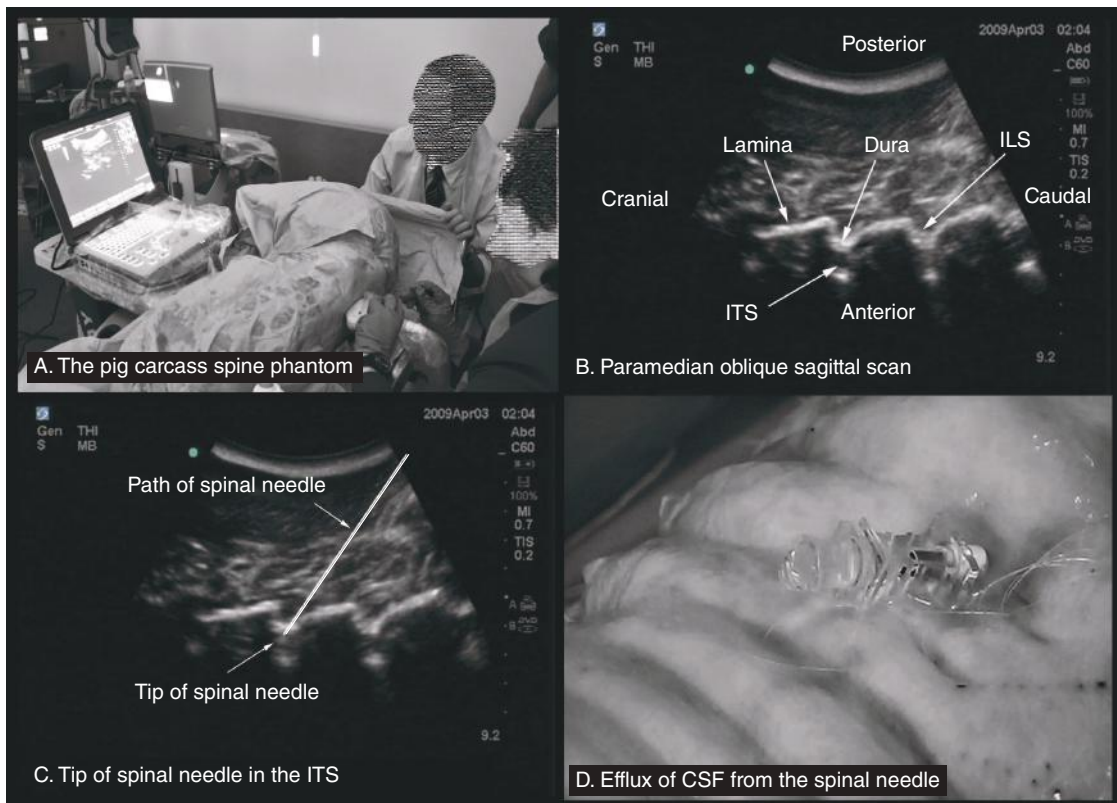 A. The pig carcass spine phantom
2009Apr03 02:04
Gen THI
S MB
Abd
C60
100%
MI
0.7
TIS
0.2
A
B
9.2
Posterior
Lamina
Dura
ILS
Cranial
Caudal
ITS
Anterior
B. Paramedian oblique sagittal scan
2009Apr03 02:04
Gen THI
S MB
Abd
C60
100%
MI
0.7
TIS
0.2
A
B
9.2
Path of spinal needle
Tip of spinal needle
C. Tip of spinal needle in the ITS
D. Efflux of CSF from the spinal needle